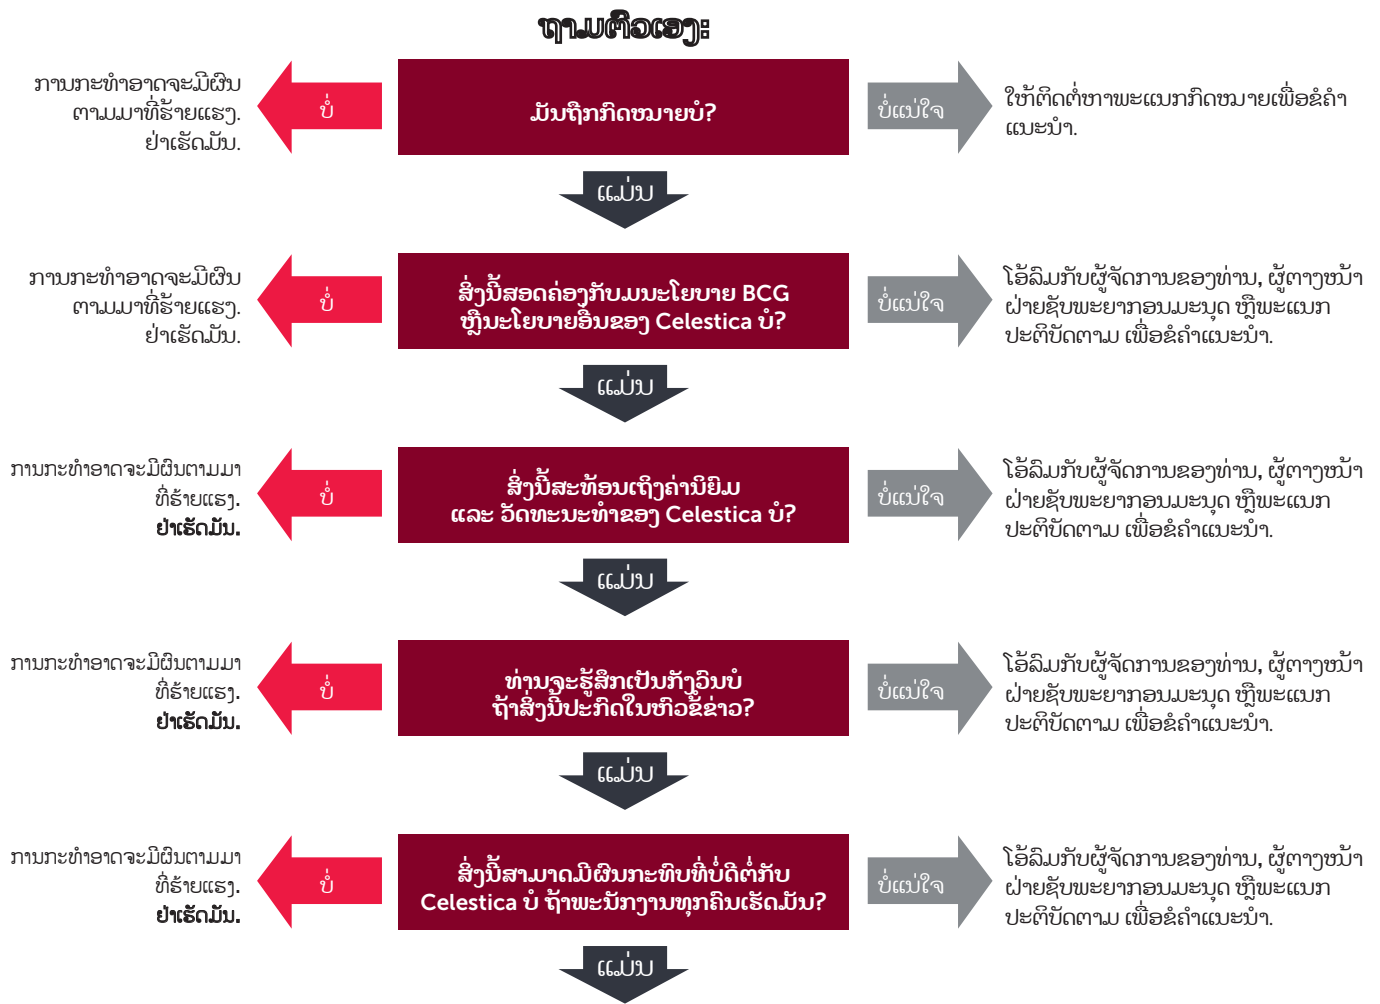 ຖາມຕົວເອງ:
ການກະທຳອາດຈະມີຜົນ
ຕາມມາທີ່ຮ້າຍແຮງ.
ຢ່າເຮັດມັນ.
ບໍ່
ມັນຖືກກົດໝາຍບໍ?
ບໍ່ແນ່ໃຈ
ໃຫ້ຕິດຕໍ່ຫາພະແນກກົດໝາຍເພື່ອຂໍຄຳ
ແນະນຳ.
ແມ່ນ
ການກະທຳອາດຈະມີຜົນ
ຕາມມາທີ່ຮ້າຍແຮງ.
ຢ່າເຮັດມັນ.
ບໍ່
ສິ່ງນີ້ສອດຄ່ອງກັບມນະໂຍບາຍ BCG
ຫຼືນະໂຍບາຍອື່ນຂອງ Celestica ບໍ?
ບໍ່ແນ່ໃຈ
ໂອ້ລົມກັບຜູ້ຈັດການຂອງທ່ານ, ຜູ້ຕາງໜ້າ
ຝ່າຍຊັບພະຍາກອນມະນຸດ ຫຼືພະແນກ
ປະຕິບັດຕາມ ເພື່ອຂໍຄຳແນະນຳ.
ແມ່ນ
ການກະທຳອາດຈະມີຜົນຕາມມາ
ທີ່ຮ້າຍແຮງ.
ຢ່າເຮັດມັນ.
ບໍ່
ສິ່ງນີ້ສະທ້ອນເຖິງຄ່ານິຍົມ
ແລະ ວັດທະນະທຳຂອງ Celestica ບໍ?
ບໍ່ແນ່ໃຈ
ໂອ້ລົມກັບຜູ້ຈັດການຂອງທ່ານ, ຜູ້ຕາງໜ້າ
ຝ່າຍຊັບພະຍາກອນມະນຸດ ຫຼືພະແນກ
ປະຕິບັດຕາມ ເພື່ອຂໍຄຳແນະນຳ.
ແມ່ນ
ການກະທຳອາດຈະມີຜົນຕາມມາ
ທີ່ຮ້າຍແຮງ.
ຢ່າເຮັດມັນ.
ບໍ່
ທ່ານຈະຮູ້ສຶກເປັນກັງວົນບໍ
ຖ້າສິ່ງນີ້ປະກົດໃນຫົວຂໍ້ຂ່າວ?
ບໍ່ແນ່ໃຈ
ໂອ້ລົມກັບຜູ້ຈັດການຂອງທ່ານ, ຜູ້ຕາງໜ້າ
ຝ່າຍຊັບພະຍາກອນມະນຸດ ຫຼືພະແນກ
ປະຕິບັດຕາມ ເພື່ອຂໍຄຳແນະນຳ.
ແມ່ນ
ການກະທຳອາດຈະມີຜົນຕາມມາ
ທີ່ຮ້າຍແຮງ.
ຢ່າເຮັດມັນ.
ບໍ່
ສິ່ງນີ້ສາມາດມີຜົນກະທົບທີ່ບໍ່ດີຕໍ່ກັບ
Celestica ບໍ ຖ້າພະນັກງານທຸກຄົນເຮັດມັນ?
ບໍ່ແນ່ໃຈ
ໂອ້ລົມກັບຜູ້ຈັດການຂອງທ່ານ, ຜູ້ຕາງໜ້າ
ຝ່າຍຊັບພະຍາກອນມະນຸດ ຫຼືພະແນກ
ປະຕິບັດຕາມ ເພື່ອຂໍຄຳແນະນຳ.
ແມ່ນ